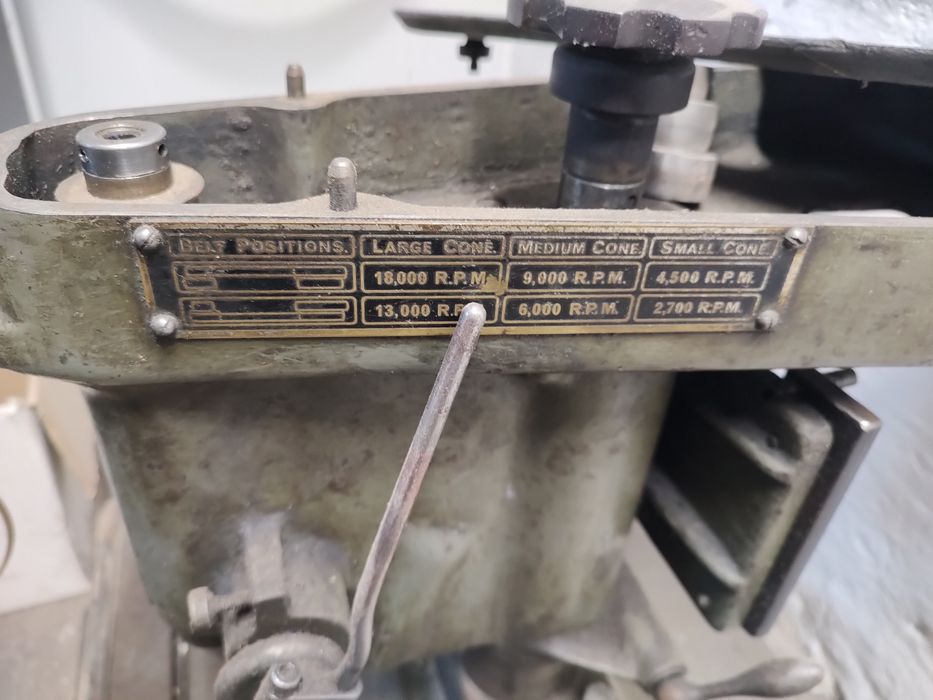 BELT POSITIONS. LARGE CONE. MEDIUM CONE. SMALL CONE.
18,000 R.P.M. 9,000 R.P.M. 4,500 R.P.M.
13,000 R.P. 6,000 R.P.M. 2,700 R.P.M.